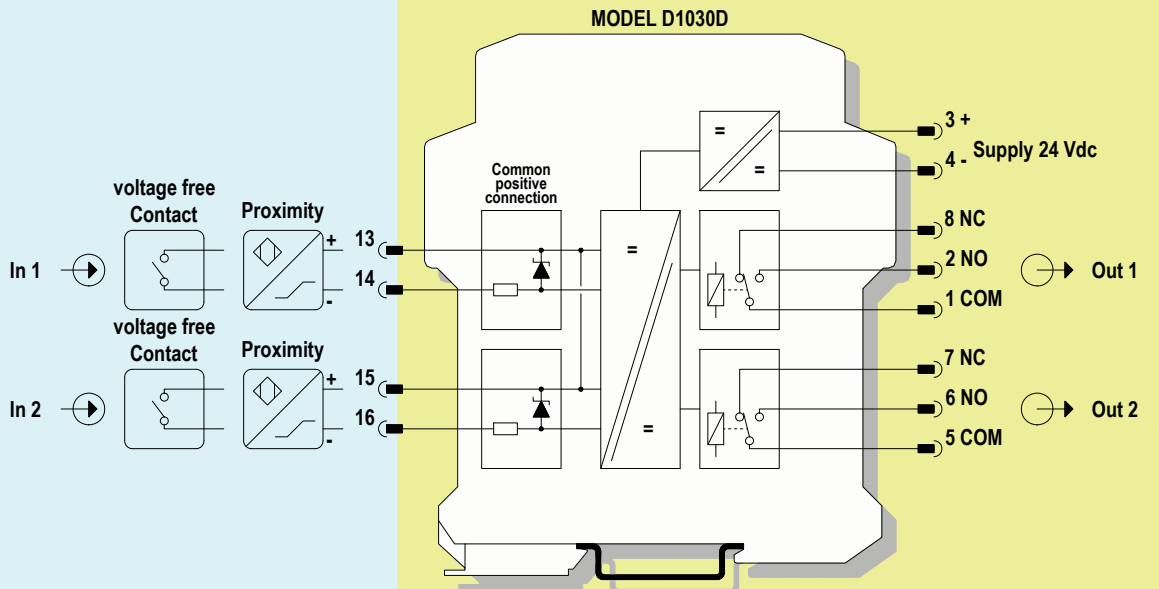 MODEL D1030D
3 +
4 - Supply 24 Vdc
Common
positive
connection
voltage free
Contact
Proximity
+ 13
- 14
In 1
8 NC
2 NO
1 COM
Out 1
voltage free
Contact
Proximity
+ 15
- 16
In 2
7 NC
6 NO
5 COM
Out 2